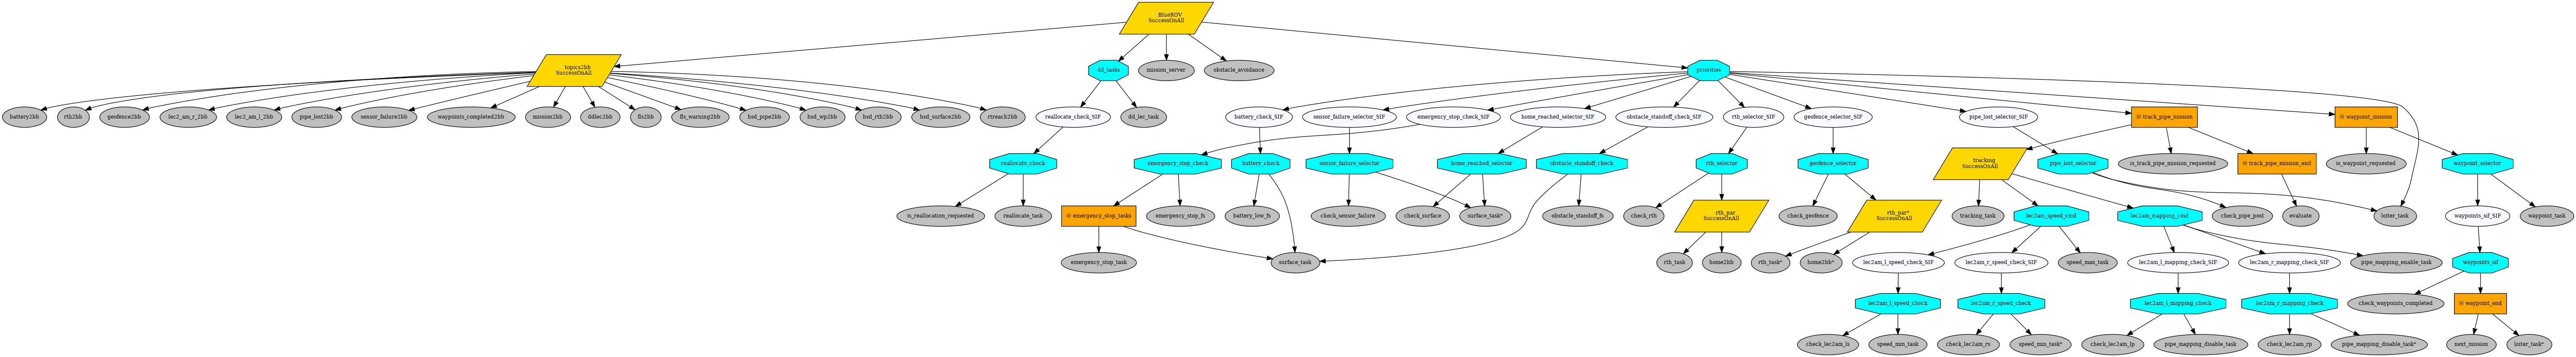 BlueROV
SuccessOnAll
topics2bb
SuccessOnAll
dd_tasks
mission_server
obstacle_avoidance
priorities
battery2bb
rth2bb
geofence2bb
lec2_am_r_2bb
lec2_am_l_2bb
pipe_lost2bb
sensor_failure2bb
waypoints_completed2bb
mission2bb
ddlec2bb
fls2bb
fls_warning2bb
hsd_pipe2bb
hsd_wp2bb
hsd_rth2bb
hsd_surface2bb
rtreach2bb
reallocate_check_SIF
dd_lec_task
battery_check_SIF
sensor_failure_selector_SIF
emergency_stop_check_SIF
home_reached_selector_SIF
obstacle_standoff_check_SIF
rth_selector_SIF
geofence_selector_SIF
pipe_lost_selector_SIF
Ⓜ track_pipe_mission
Ⓜ waypoint_mission
reallocate_check
emergency_stop_check
battery_check
sensor_failure_selector
home_reached_selector
obstacle_standoff_check
rth_selector
geofence_selector
tracking
SuccessOnAll
pipe_lost_selector
is_track_pipe_mission_requested
Ⓜ track_pipe_mission_end
is_waypoint_requested
waypoint_selector
is_reallocation_requested
reallocate_task
Ⓜ emergency_stop_tasks
emergency_stop_fs
battery_low_fs
check_sensor_failure
check_surface
surface_task*
obstacle_standoff_fs
check_rth
rth_par
SuccessOnAll
check_geofence
rth_par*
SuccessOnAll
tracking_task
lec2am_speed_cmd
lec2am_mapping_cmd
check_pipe_post
evaluate
loiter_task
waypoints_sif_SIF
waypoint_task
emergency_stop_task
surface_task
rth_task
home2bb
rth_task*
home2bb*
lec2am_l_speed_check_SIF
lec2am_r_speed_check_SIF
speed_max_task
lec2am_l_mapping_check_SIF
lec2am_r_mapping_check_SIF
pipe_mapping_enable_task
waypoints_sif
lec2am_l_speed_check
lec2am_r_speed_check
lec2am_l_mapping_check
lec2am_r_mapping_check
check_waypoints_completed
Ⓜ waypoint_end
check_lec2am_ls
speed_min_task
check_lec2am_rs
speed_min_task*
check_lec2am_lp
pipe_mapping_disable_task
check_lec2am_rp
pipe_mapping_disable_task*
next_mission
loiter_task*